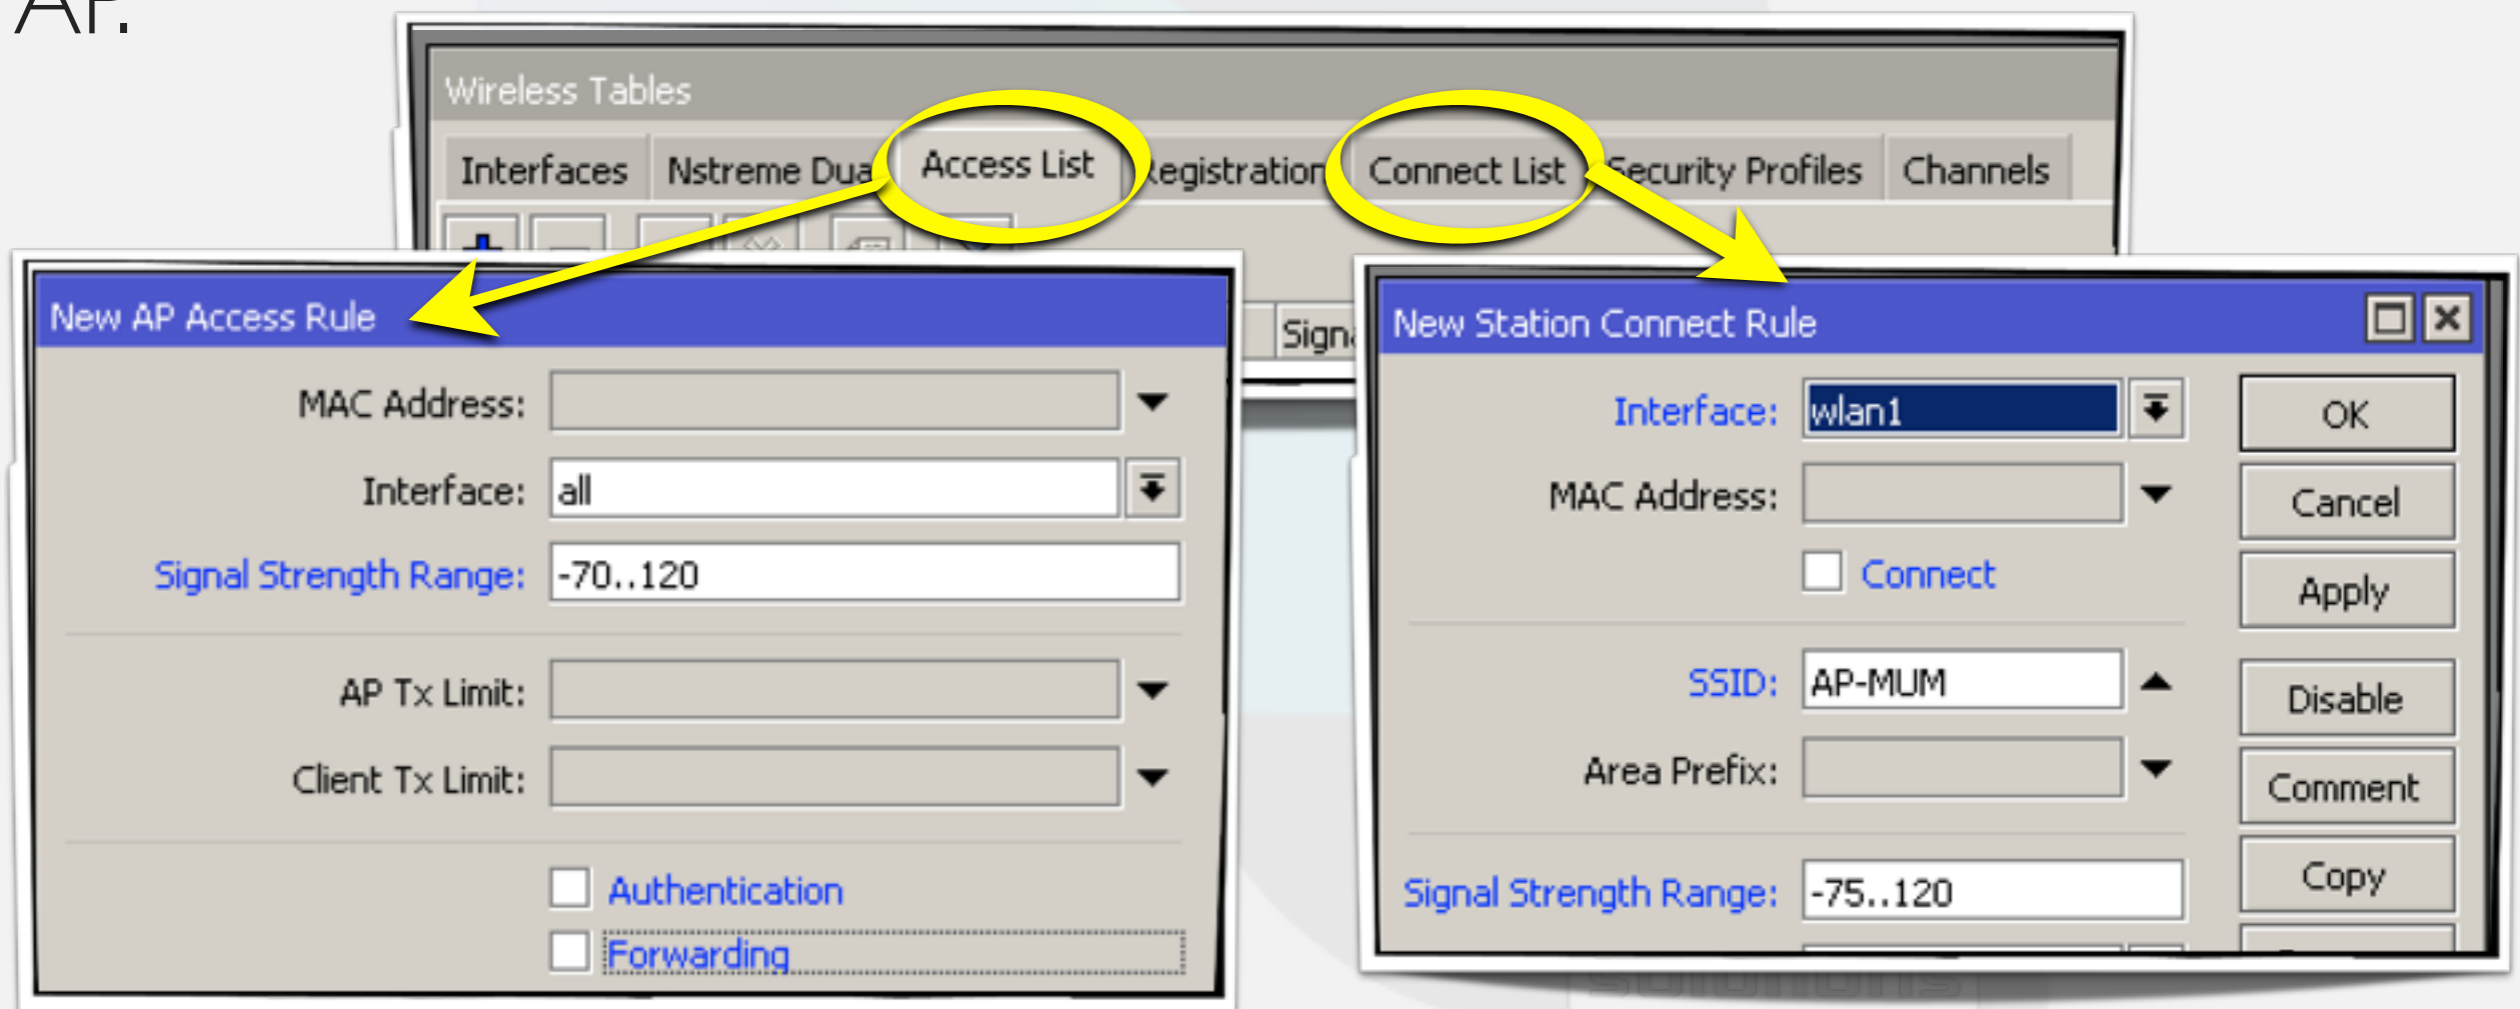 AP.
Wireless Tables
Interfaces Nstreme Dua Access List Registration Connect List Security Profiles Channels
New AP Access Rule
MAC Address:
Interface: all
Signal Strength Range: -70..120
AP Tx Limit:
Client Tx Limit:
Authentication
Forwarding
Signa
New Station Connect Rule
Interface: wlan1
MAC Address:
Connect
SSID: AP-MUM
Area Prefix:
Signal Strength Range: -75..120
OK
Cancel
Apply
Disable
Comment
Copy
solutions